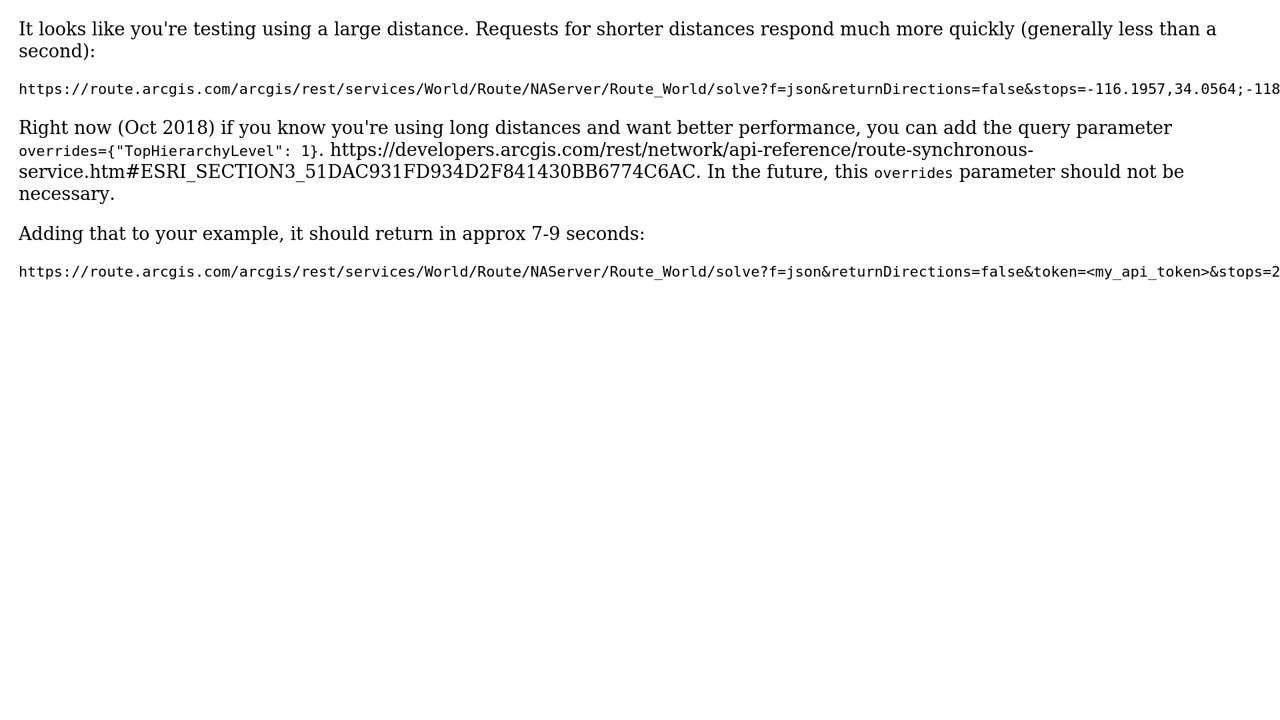 It looks like you're testing using a large distance. Requests for shorter distances respond much more quickly (generally less than a
second):
https://route.arcgis.com/arcgis/rest/services/World/Route/NAServer/Route_World/solve?f=json&returnDirections=false&stops=-116.1957,34.0564;-118
Right now (Oct 2018) if you know you're using long distances and want better performance, you can add the query parameter
overrides={"TopHierarchyLevel": 1}. https://developers.arcgis.com/rest/network/api-reference/route-synchronous-
service.htm#ESRI_SECTION3_51DAC931FD934D2F841430BB6774C6AC. In the future, this overrides parameter should not be
necessary.
Adding that to your example, it should return in approx 7-9 seconds:
https://route.arcgis.com/arcgis/rest/services/World/Route/NAServer/Route_World/solve?f=json&returnDirections=false&token=<my_api_token>&stops=2